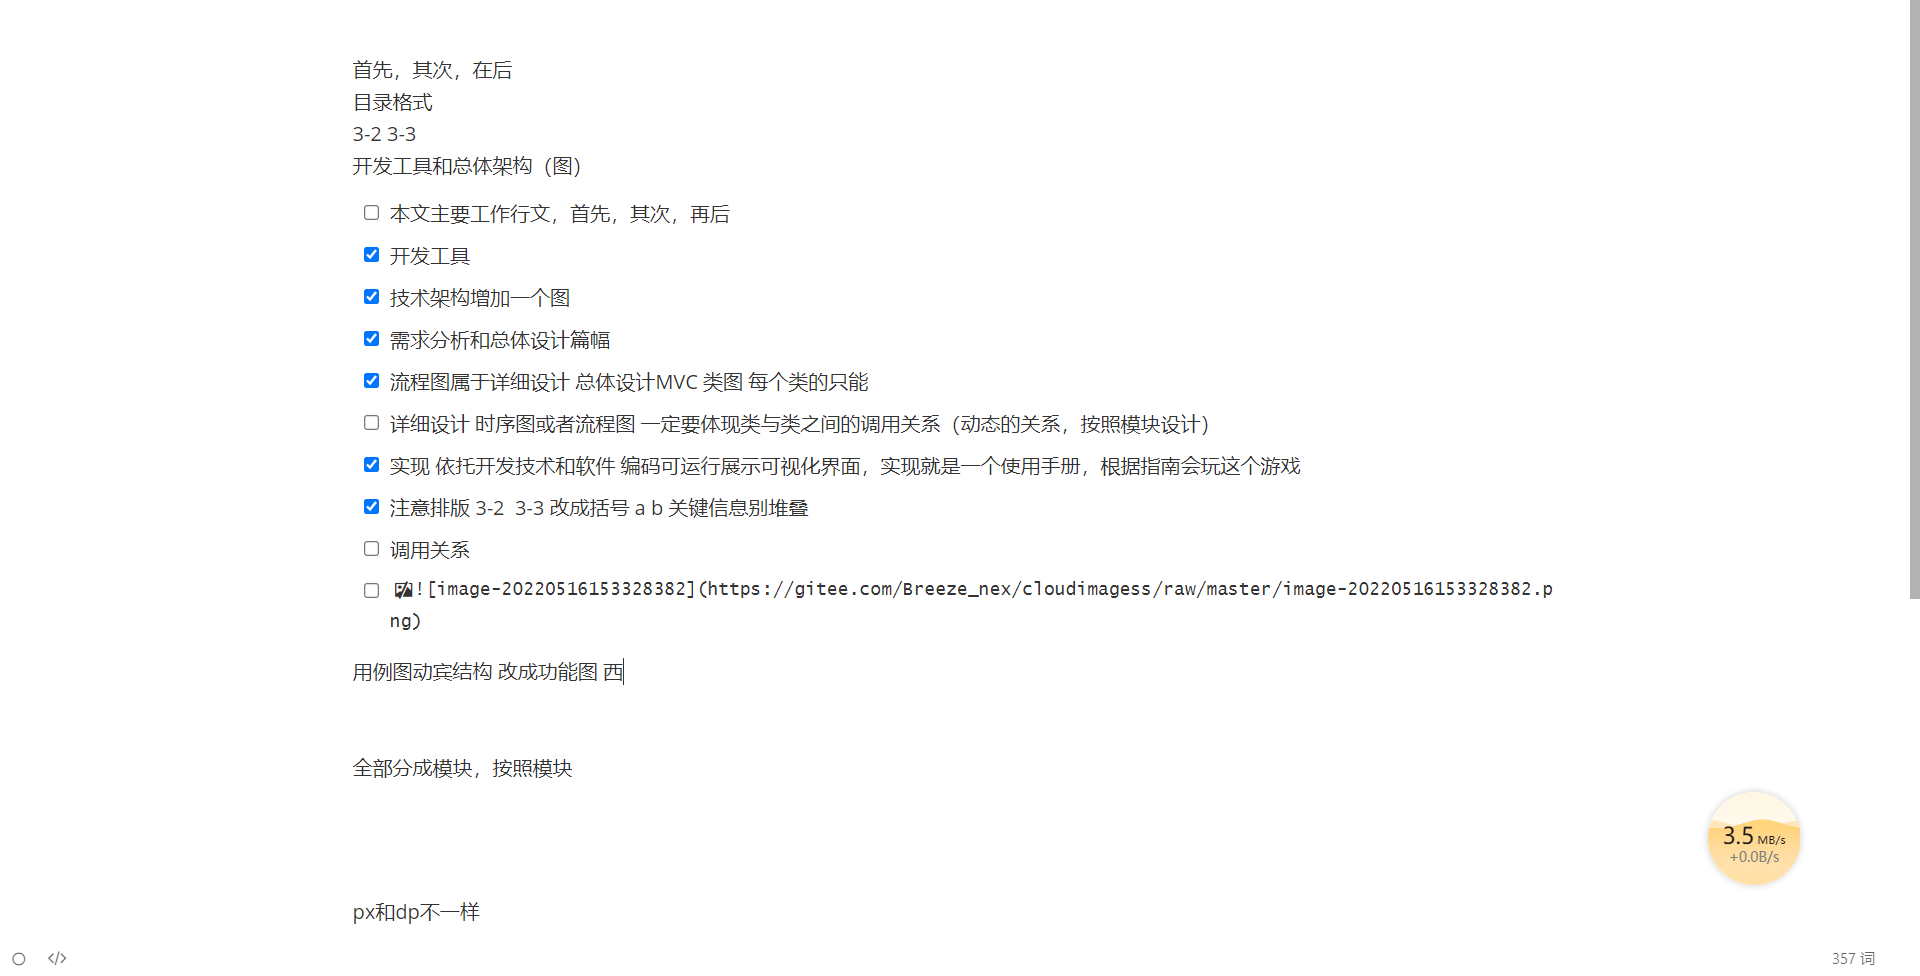 首先，其次，在后
目录格式
3-2 3-3
开发工具和总体架构（图）
本文主要工作行文，首先，其次，再后
开发工具
技术架构增加一个图
需求分析和总体设计篇幅
流程图属于详细设计 总体设计MVC 类图 每个类的只能
详细设计 时序图或者流程图 一定要体现类与类之间的调用关系（动态的关系，按照模块设计）
实现 依托开发技术和软件 编码可运行展示可视化界面，实现就是一个使用手册，根据指南会玩这个游戏
注意排版 3-2  3-3 改成括号 a b 关键信息别堆叠
调用关系
![image-20220516153328382](https://gitee.com/Breeze_nex/cloudimagess/raw/master/image-20220516153328382.p
ng)
用例图动宾结构 改成功能图 西
全部分成模块，按照模块
3.5 MB/s
+0.0B/s
px和dp不一样
</> 357 词